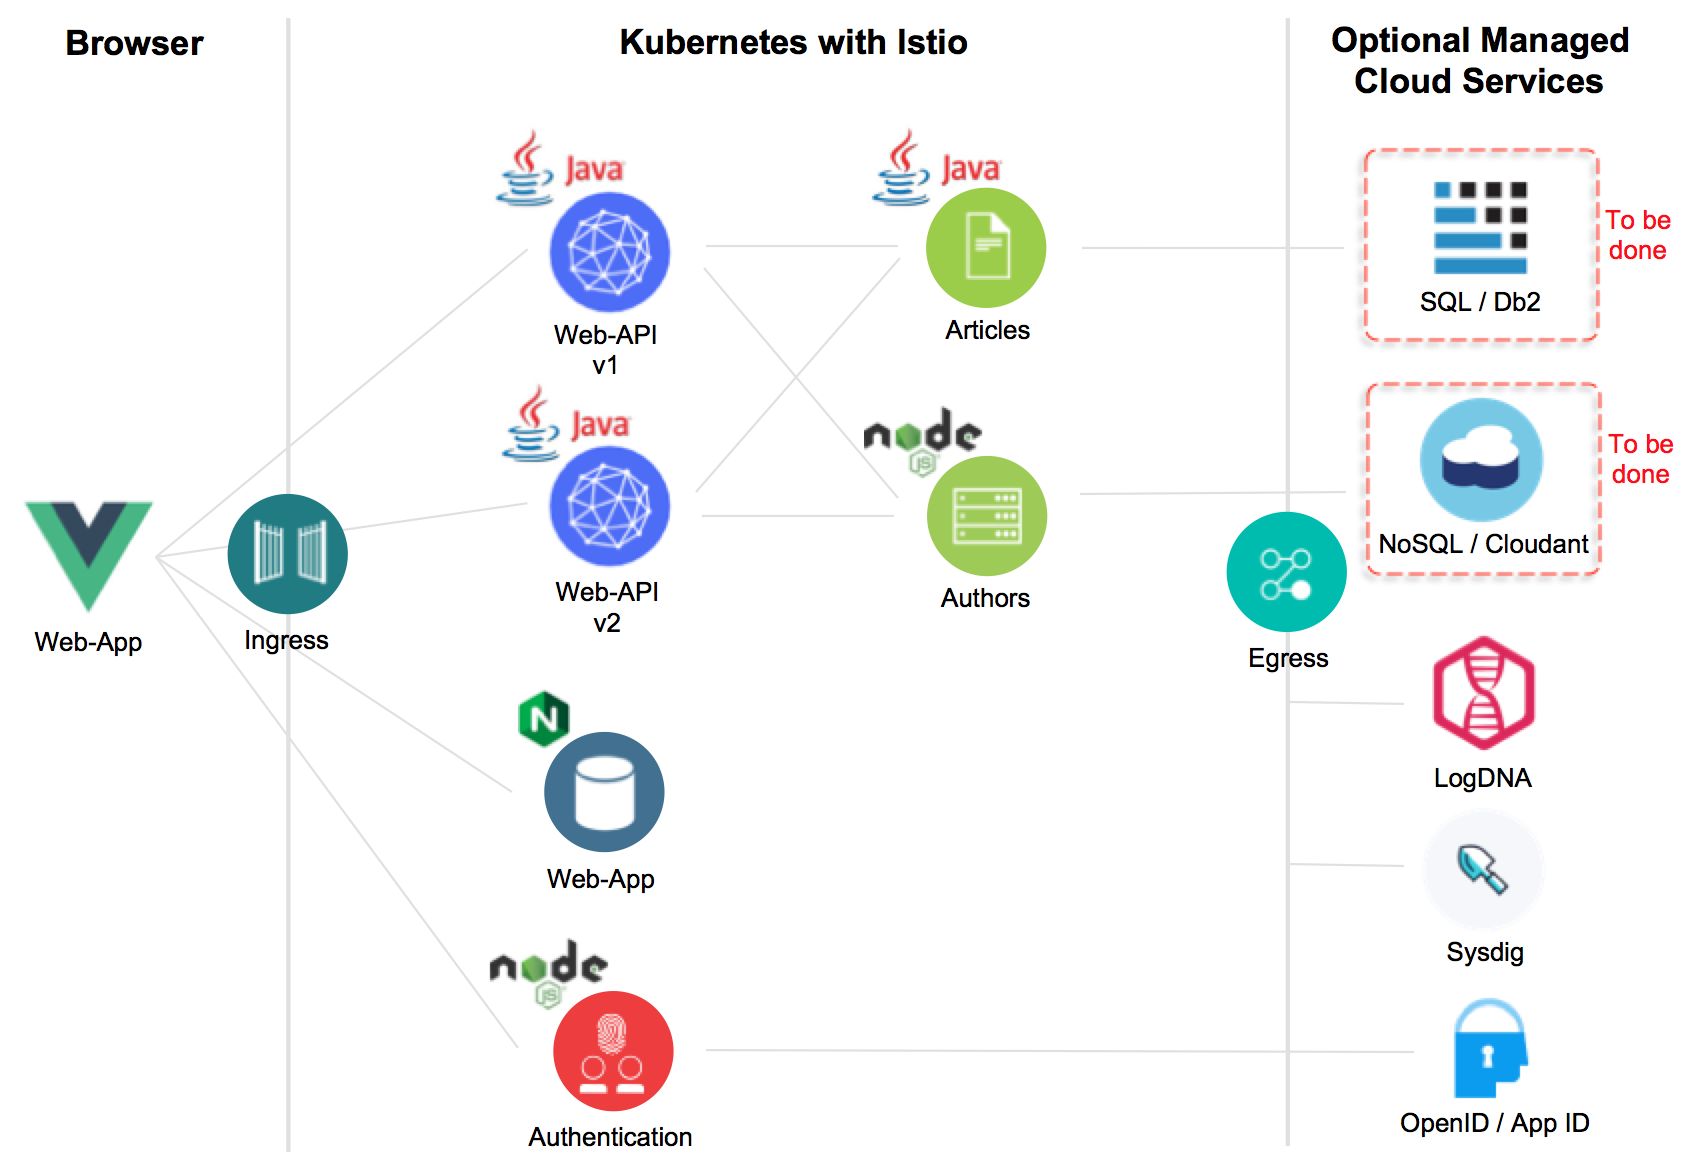 Browser
Kubernetes with Istio
Optional Managed
Cloud Services
Java
Java
To be
done
SQL / Db2
Web-API
v1
Articles
Java
node
JS
To be
done
NoSQL / Cloudant
Web-API
v2
Authors
Web-App
Ingress
Egress
N
LogDNA
Web-App
node
JS
Sysdig
Authentication
OpenID / App ID